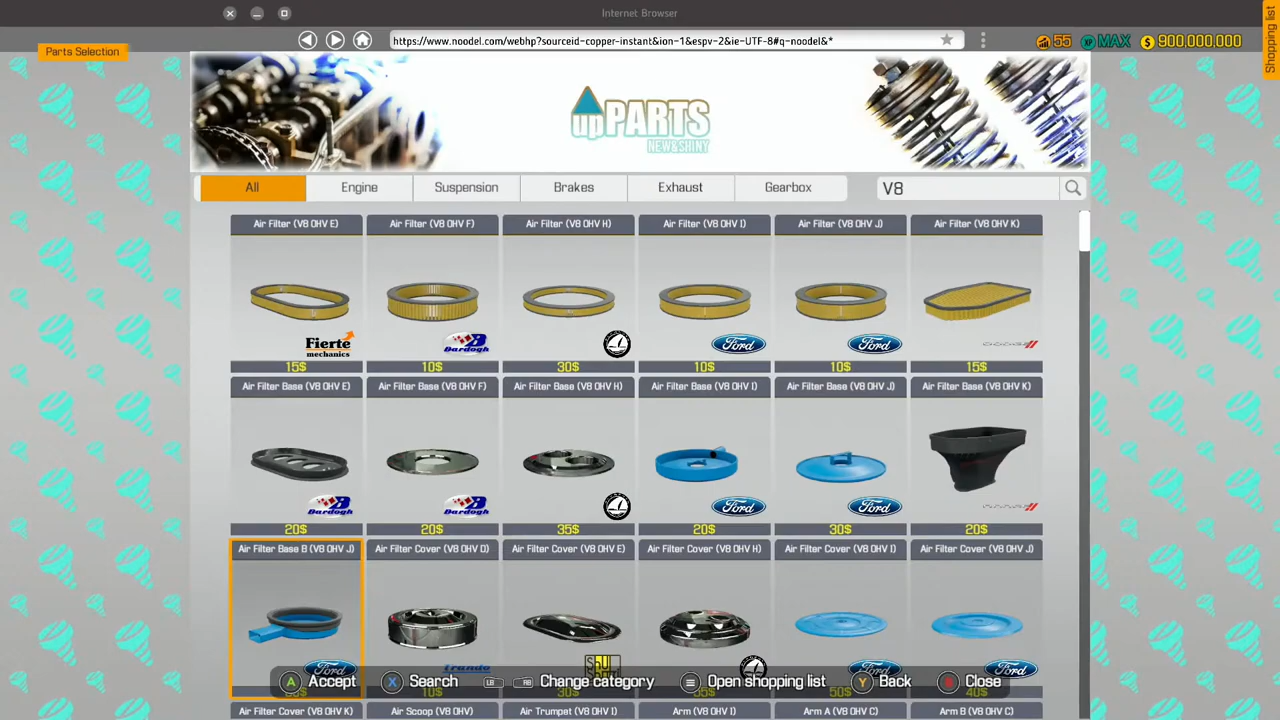 Internet Browser
Parts Selection
https://www.noodel.com/webhp?sourceid-copper-instant&ion-1&espv-2&ie-UTF-8#q-noodel&*
55
XP MAX
$ 900,000,000
Shopping list
upPARTS
NEW&SHINY
All
Engine
Suspension
Brakes
Exhaust
Gearbox
V8
Air Filter (V8 OHV E)
Air Filter (V8 OHV F)
Air Filter (V8 OHV H)
Air Filter (V8 OHV I)
Air Filter (V8 OHV J)
Air Filter (V8 OHV K)
Fierte mechanics
Bardogh
Ford
Ford
DODGE
15$
10$
30$
10$
10$
15$
Air Filter Base (V8 OHV E)
Air Filter Base (V8 OHV F)
Air Filter Base (V8 OHV H)
Air Filter Base (V8 OHV I)
Air Filter Base (V8 OHV J)
Air Filter Base (V8 OHV K)
Bardogh
Bardogh
Ford
Ford
DODGE
20$
20$
35$
20$
30$
20$
Air Filter Base B (V8 OHV J)
Air Filter Cover (V8 OHV D)
Air Filter Cover (V8 OHV E)
Air Filter Cover (V8 OHV H)
Air Filter Cover (V8 OHV I)
Air Filter Cover (V8 OHV J)
Ford
Ford
Ford
A Accept
X Search
LB RB Change category
Open shopping list
Y Back
Close
Air Filter Cover (V8 OHV K)
Air Scoop (V8 OHV)
Air Trumpet (V8 OHV I)
Arm (V8 OHV I)
Arm A (V8 OHV C)
Arm B (V8 OHV C)